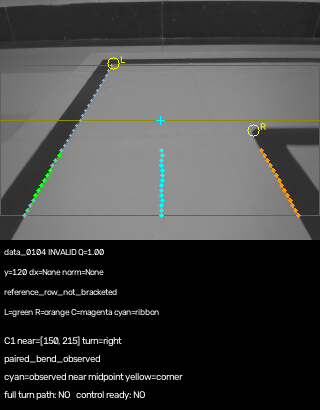 L
R
data_0104 INVALID Q=1.00
y=120 dx=None norm=None
reference_row_not_bracketed
L=green R=orange C=magenta cyan=ribbon
C1 near=[150, 215] turn=right
paired_bend_observed
cyan=observed near midpoint yellow=corner
full turn path: NO control ready: NO